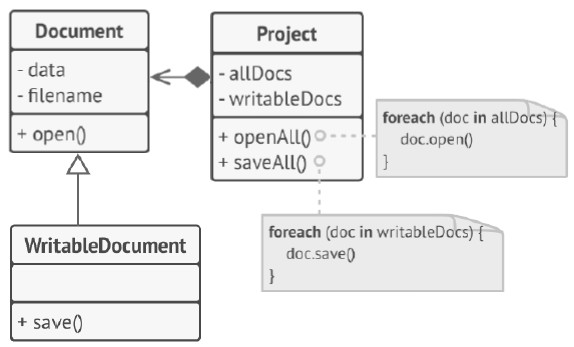 Document
- data
- filename
+ open()
Project
- allDocs
- writableDocs
+ openAll()
+ saveAll()
foreach (doc in allDocs) {
doc.open()
}
foreach (doc in writableDocs) {
doc.save()
}
WritableDocument
+ save()